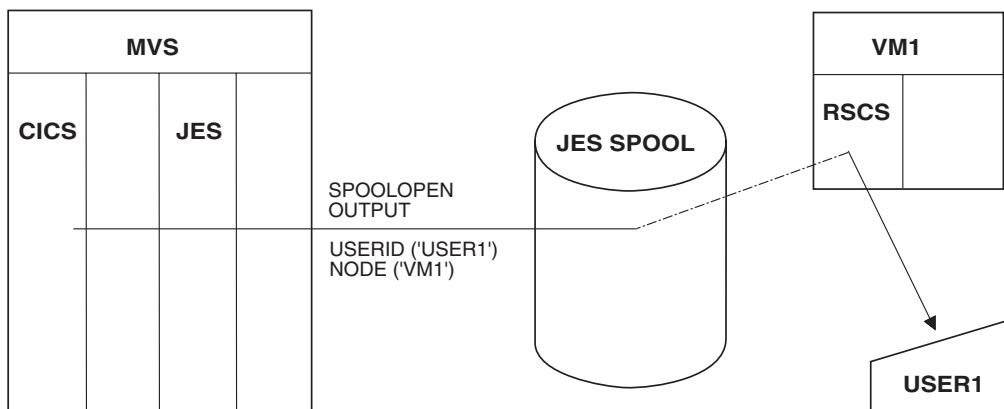 MVS
VM1
CICS
JES
JES SPOOL
RSCS
SPOOLOPEN
OUTPUT
USERID ('USER1')
NODE ('VM1')
USER1